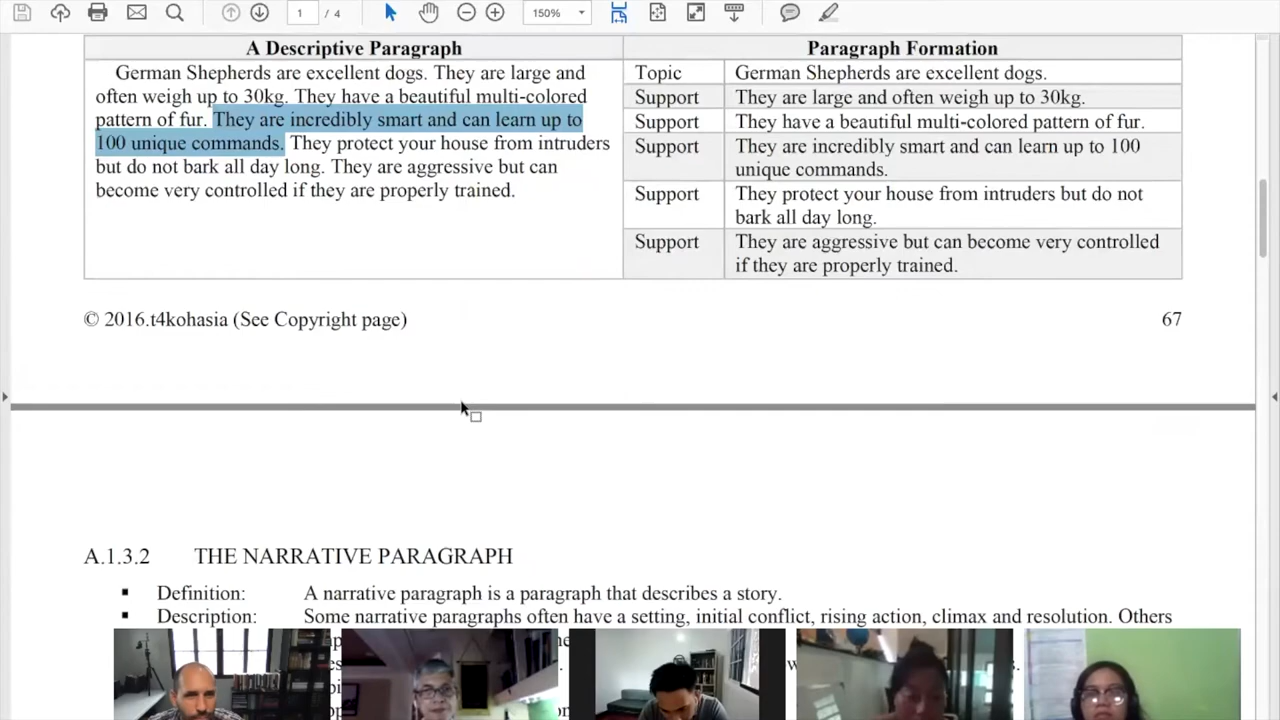 1 / 4
150%
A Descriptive Paragraph
Paragraph Formation
German Shepherds are excellent dogs. They are large and
often weigh up to 30kg. They have a beautiful multi-colored
pattern of fur. They are incredibly smart and can learn up to
100 unique commands. They protect your house from intruders
but do not bark all day long. They are aggressive but can
become very controlled if they are properly trained.
Topic German Shepherds are excellent dogs.
Support They are large and often weigh up to 30kg.
Support They have a beautiful multi-colored pattern of fur.
Support They are incredibly smart and can learn up to 100
unique commands.
Support They protect your house from intruders but do not
bark all day long.
Support They are aggressive but can become very controlled
if they are properly trained.
© 2016.t4kohasia (See Copyright page) 67
A.1.3.2 THE NARRATIVE PARAGRAPH
▪ Definition: A narrative paragraph is a paragraph that describes a story.
▪ Description: Some narrative paragraphs often have a setting, initial conflict, rising action, climax and resolution. Others